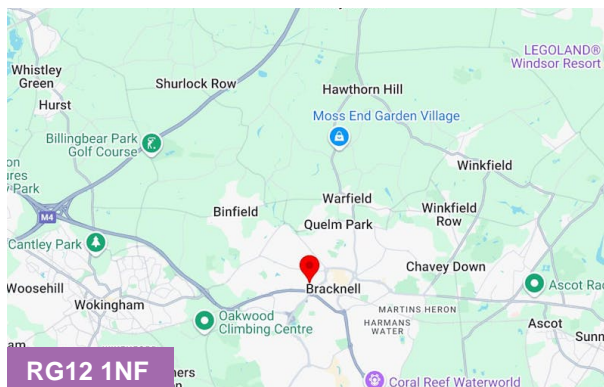 LEGOLAND®
Windsor Resort
Whistley
Green
Shurlock Row
Hawthorn Hill
Hurst
Moss End Garden Village
Billingbear Park
Golf Course
Winkfield
Park
M4
Warfield
Binfield
Winkfield
Row
Quelm Park
Cantley Park
Chavey Down
Woosehill
Bracknell
Ascot Rac
Wokingham
MARTINS HERON
Oakwood
Climbing Centre
HARMANS
WATER
Ascot
Sunn
RG12 1NF
Coral Reef Waterworld